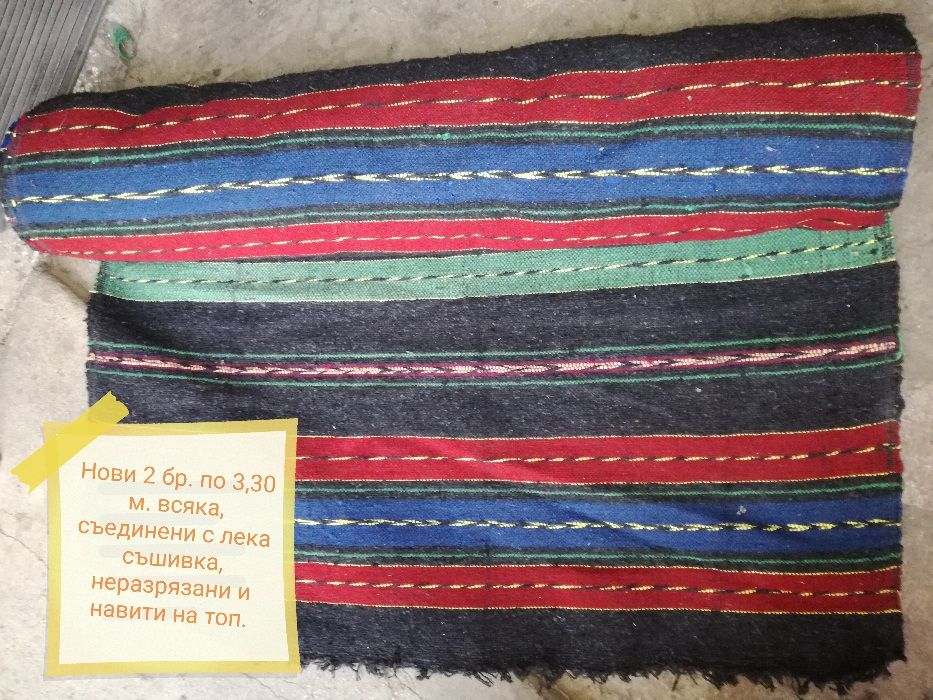 Нови 2 бр. по 3,30
м. всяка,
съединени с лека
съшивка,
неразрязани и
навити на топ.